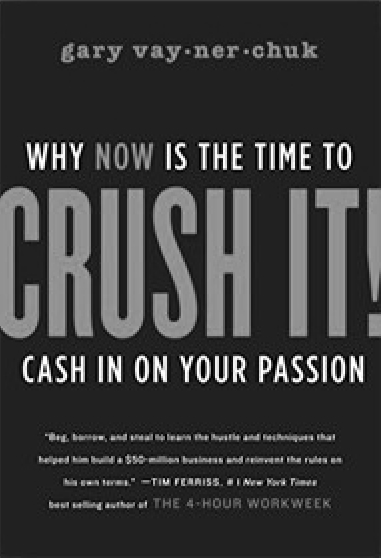 gary vay·ner·chuk
WHY NOW IS THE TIME TO
CRUSH IT!
CASH IN ON YOUR PASSION
"Beg, borrow, and steal to learn the hustle and techniques that
helped him build a $50-million business and reinvent the rules on
his own terms." —TIM FERRISS, #1 New York Times
best selling author of THE 4-HOUR WORKWEEK